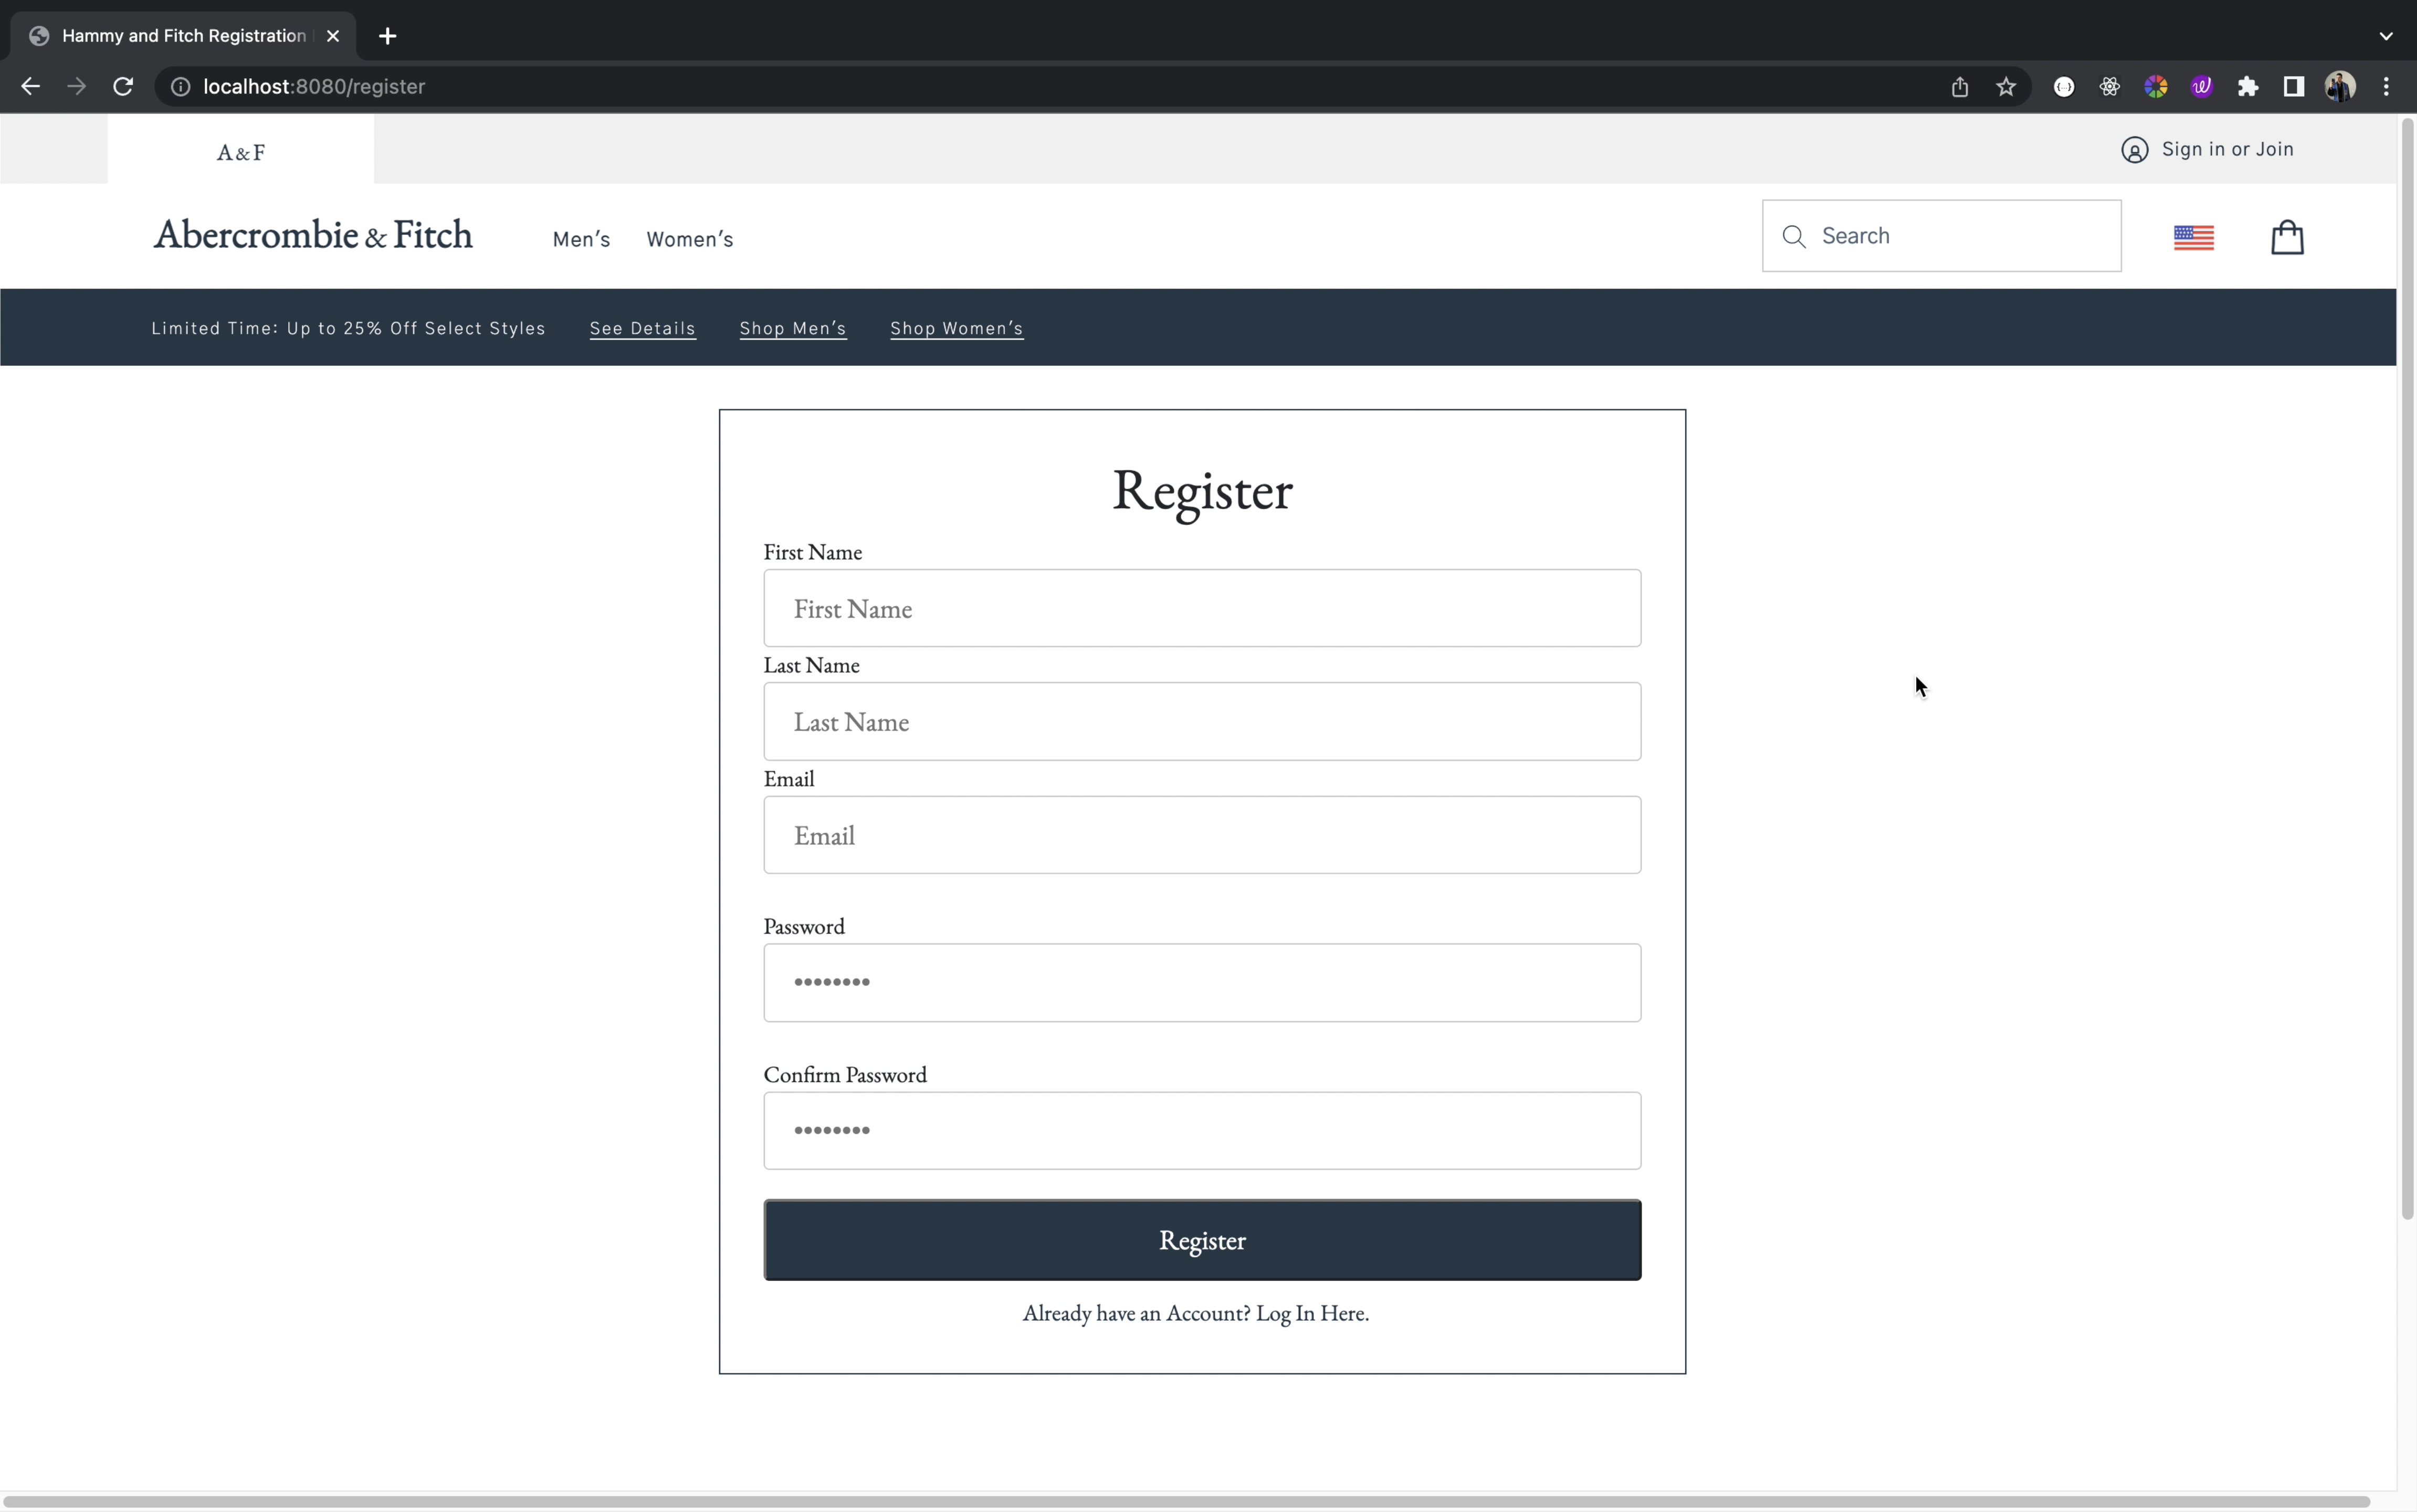 Hammy and Fitch Registration
localhost:8080/register
A&F
Sign in or Join
Abercrombie & Fitch
Men's
Women's
Search
Limited Time: Up to 25% Off Select Styles
See Details
Shop Men's
Shop Women's
Register
First Name
First Name
Last Name
Last Name
Email
Email
Password
••••••••
Confirm Password
••••••••
Register
Already have an Account? Log In Here.